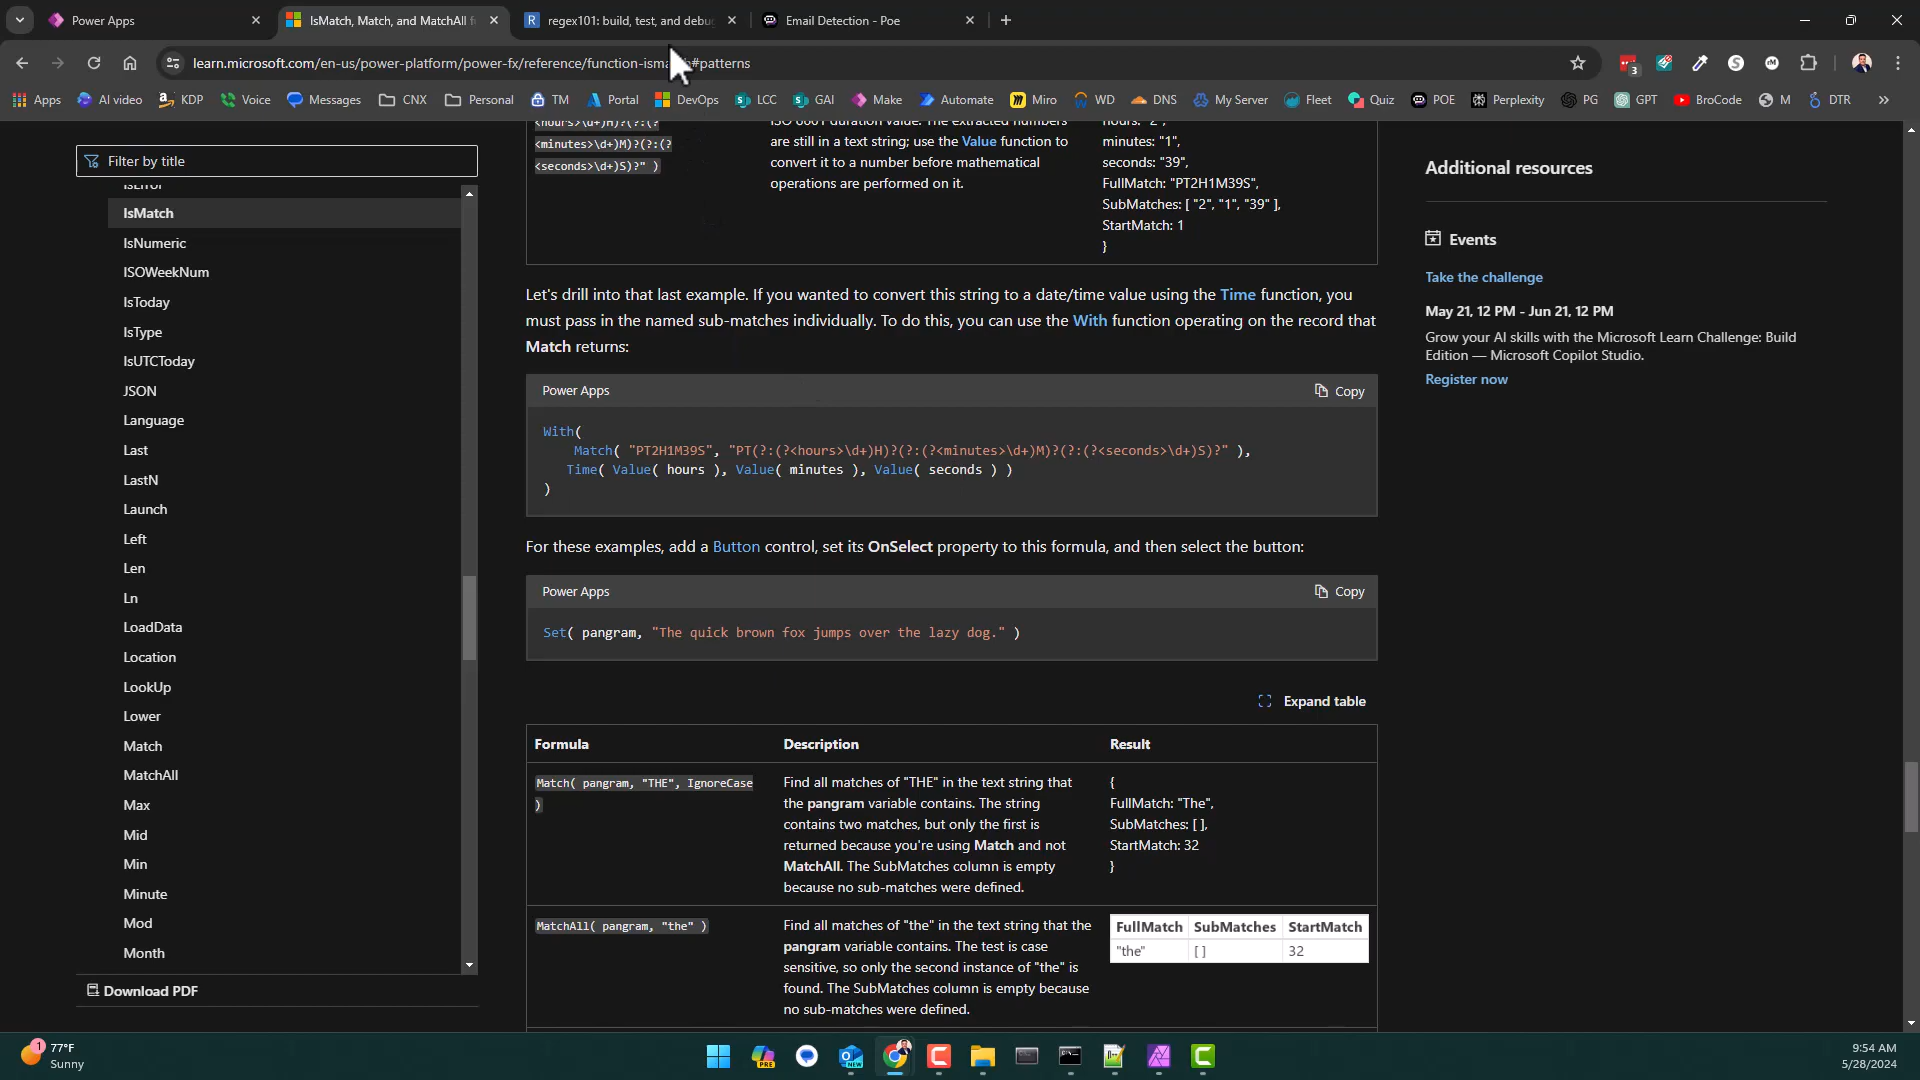 Power Apps
IsMatch, Match, and MatchAll f
regex101: build, test, and debu
Email Detection - Poe
learn.microsoft.com/en-us/power-platform/power-fx/reference/function-isma
#patterns
3
Apps
AI video
KDP
Voice
Messages
CNX
Personal
TM
Portal
DevOps
LCC
GAI
Make
Automate
Miro
WD
DNS
My Server
Fleet
Quiz
POE
Perplexity
PG
GPT
BroCode
M
DTR
Filter by title
IsError
IsMatch
IsNumeric
ISOWeekNum
IsToday
IsType
IsUTCToday
JSON
Language
Last
LastN
Launch
Left
Len
Ln
LoadData
Location
LookUp
Lower
Match
MatchAll
Max
Mid
Min
Minute
Mod
Month
Download PDF
<hours>\d+)H)?(?:(?
<minutes>\d+)M)?(?:(?
<seconds>\d+)S)?" )
ISO 8601 duration value. The extracted numbers
are still in a text string; use the Value function to
convert it to a number before mathematical
operations are performed on it.
hours: "2",
minutes: "1",
seconds: "39",
FullMatch: "PT2H1M39S",
SubMatches: [ "2", "1", "39" ],
StartMatch: 1
}
Let's drill into that last example. If you wanted to convert this string to a date/time value using the Time function, you
must pass in the named sub-matches individually. To do this, you can use the With function operating on the record that
Match returns:
Power Apps
Copy
With(
Match( "PT2H1M39S", "PT(?:(?<hours>\d+)H)?(?:(?<minutes>\d+)M)?(?:(?<seconds>\d+)S)?" ),
Time( Value( hours ), Value( minutes ), Value( seconds ) )
)
For these examples, add a Button control, set its OnSelect property to this formula, and then select the button:
Power Apps
Copy
Set( pangram, "The quick brown fox jumps over the lazy dog." )
Expand table
Formula
Description
Result
Match( pangram, "THE", IgnoreCase
)
Find all matches of "THE" in the text string that
the pangram variable contains. The string
contains two matches, but only the first is
returned because you're using Match and not
MatchAll. The SubMatches column is empty
because no sub-matches were defined.
{
FullMatch: "The",
SubMatches: [ ],
StartMatch: 32
}
MatchAll( pangram, "the" )
Find all matches of "the" in the text string that the
pangram variable contains. The test is case
sensitive, so only the second instance of "the" is
found. The SubMatches column is empty because
no sub-matches were defined.
FullMatch SubMatches StartMatch
"the" [ ] 32
Additional resources
Events
Take the challenge
May 21, 12 PM - Jun 21, 12 PM
Grow your AI skills with the Microsoft Learn Challenge: Build
Edition — Microsoft Copilot Studio.
Register now
1
77°F
Sunny
PRE
NEW
9:54 AM
5/28/2024